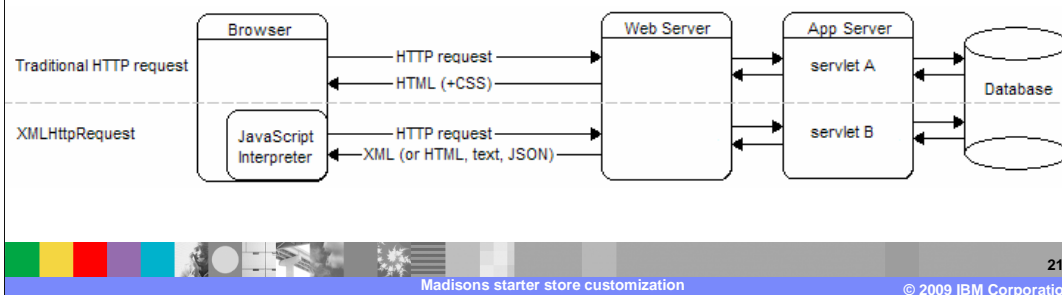 Browser
Web Server
App Server
Traditional HTTP request
HTTP request
HTML (+CSS)
servlet A
Database
XMLHttpRequest
JavaScript
Interpreter
HTTP request
XML (or HTML, text, JSON)
servlet B
21
Madisons starter store customization
© 2009 IBM Corporatio